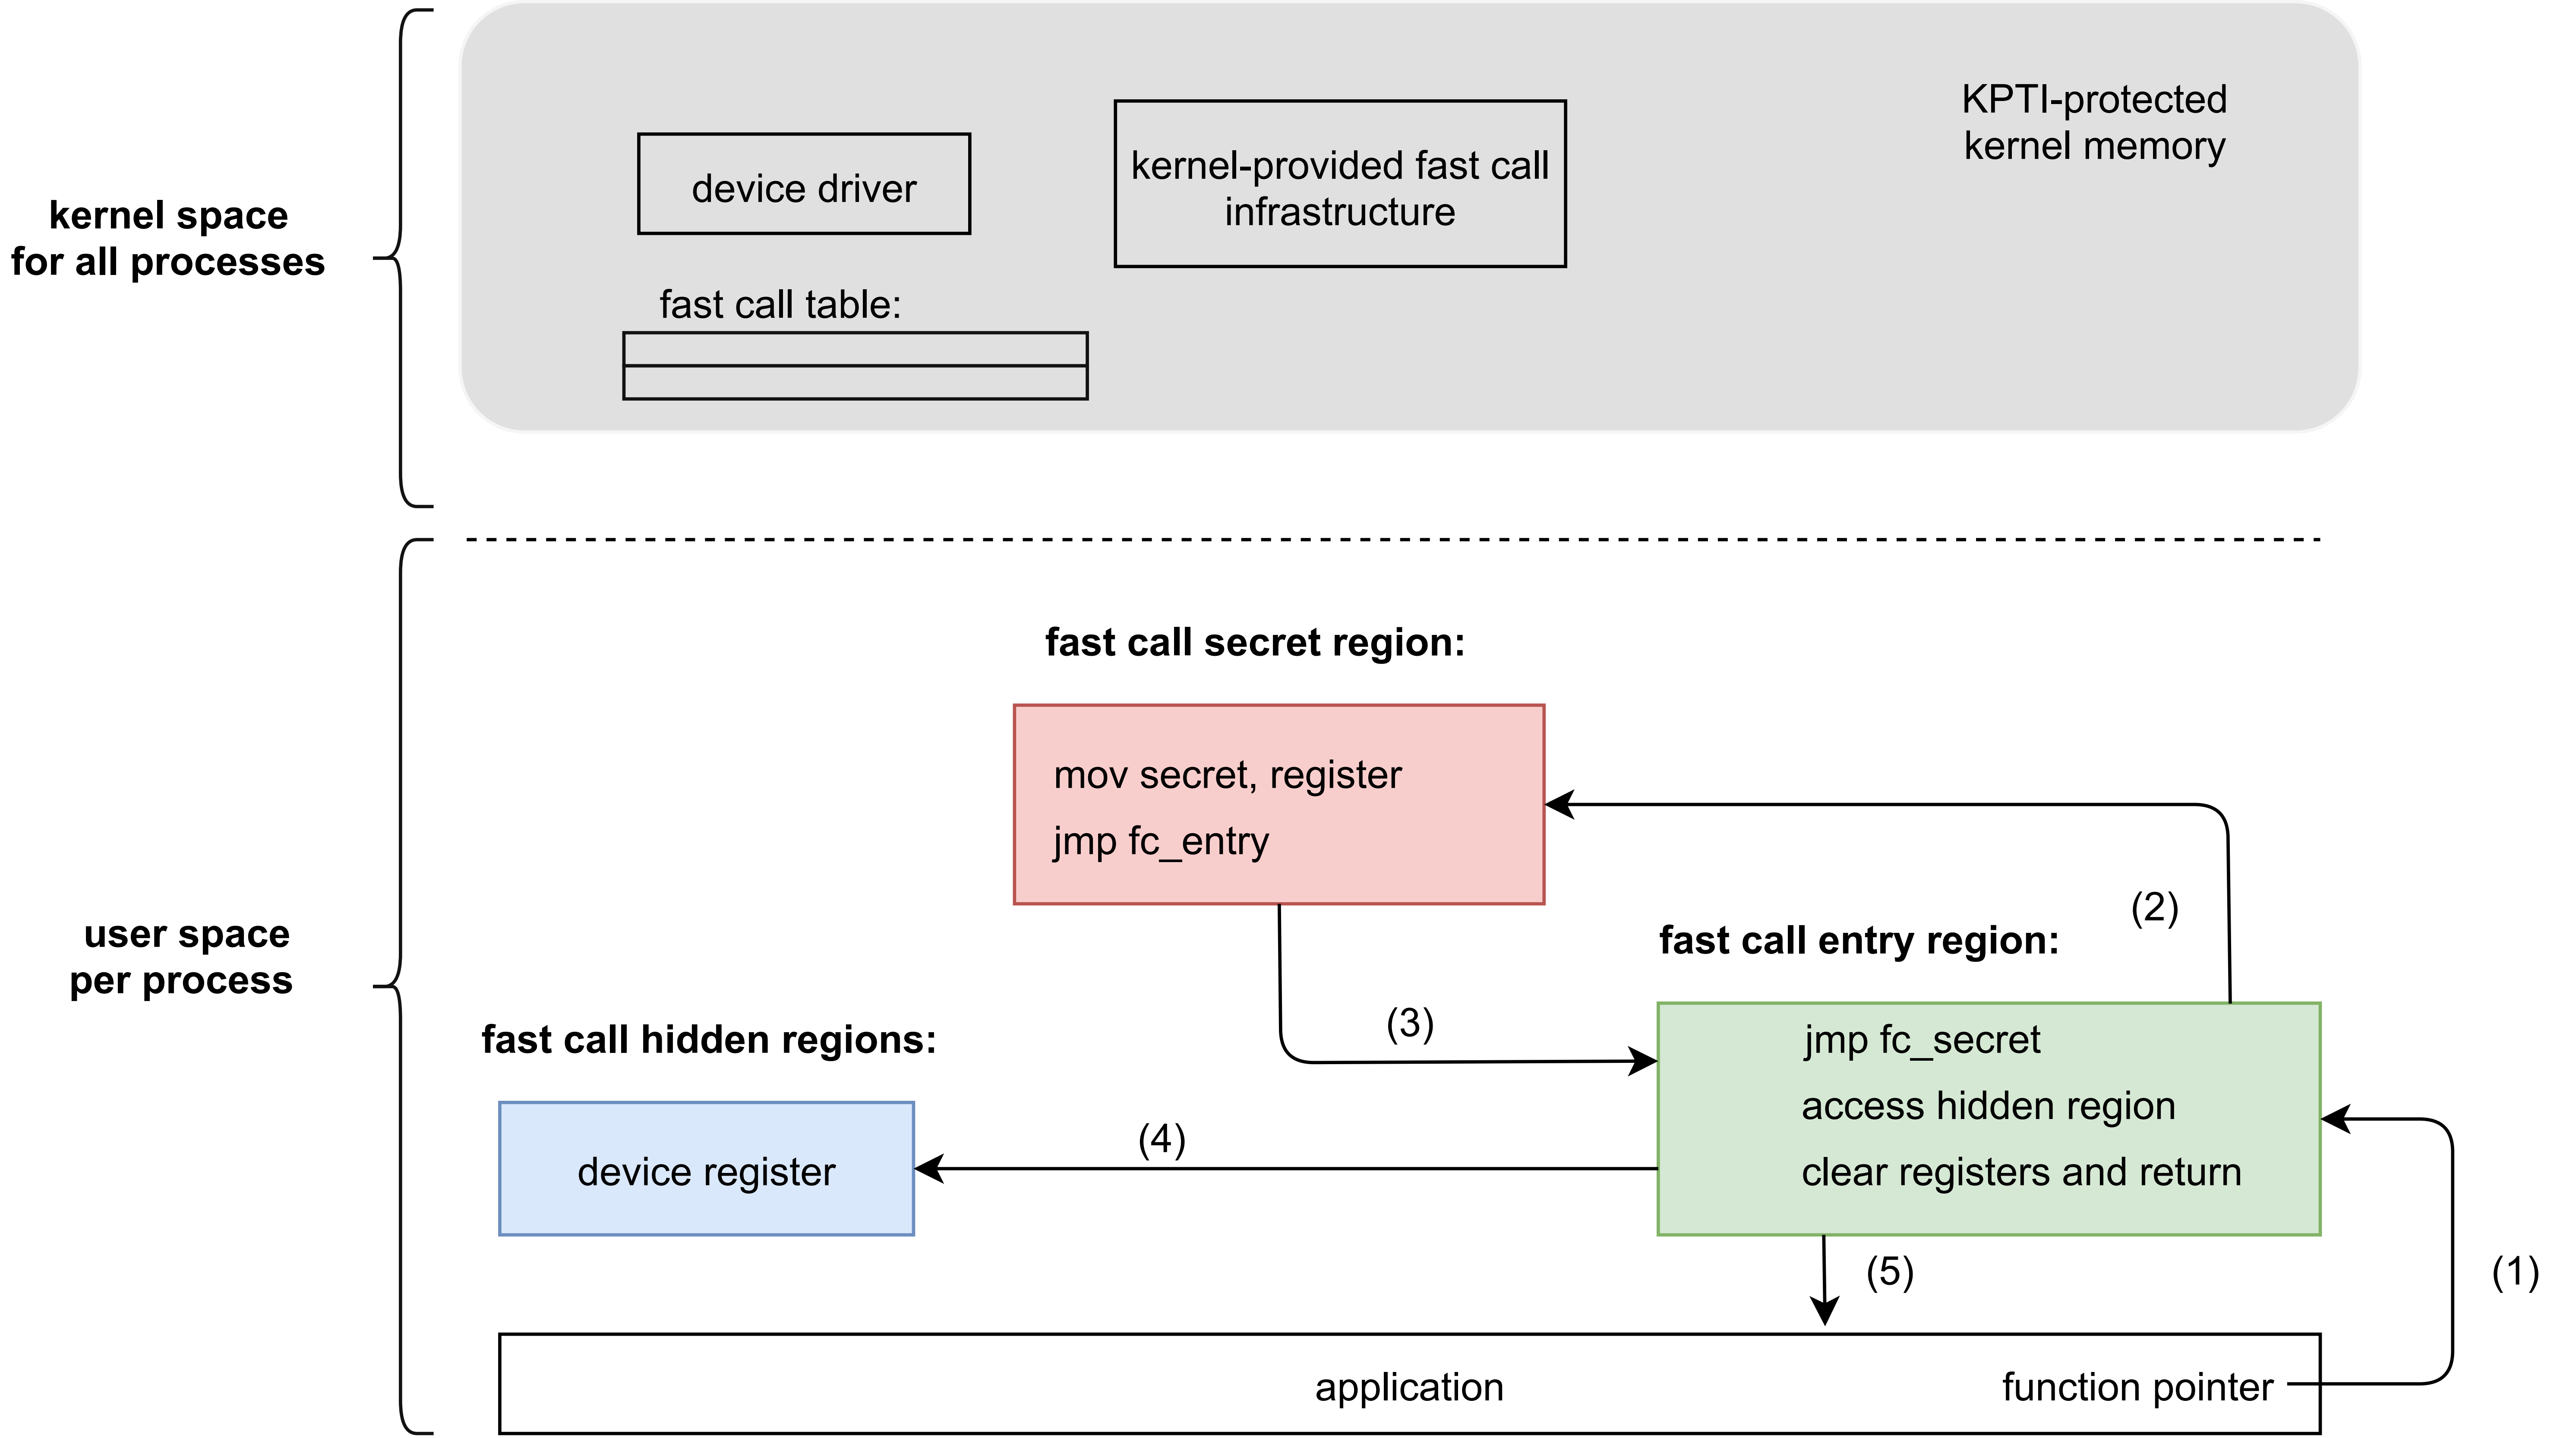 KPTI-protected
kernel memory
kernel-provided fast call
infrastructure
device driver
kernel space
for all processes
fast call table:
fast call secret region:
mov secret, register
jmp fc_entry
(2)
user space
per process
fast call entry region:
(3)
fast call hidden regions:
jmp fc_secret
access hidden region
clear registers and return
(4)
device register
(5)
(1)
application
function pointer